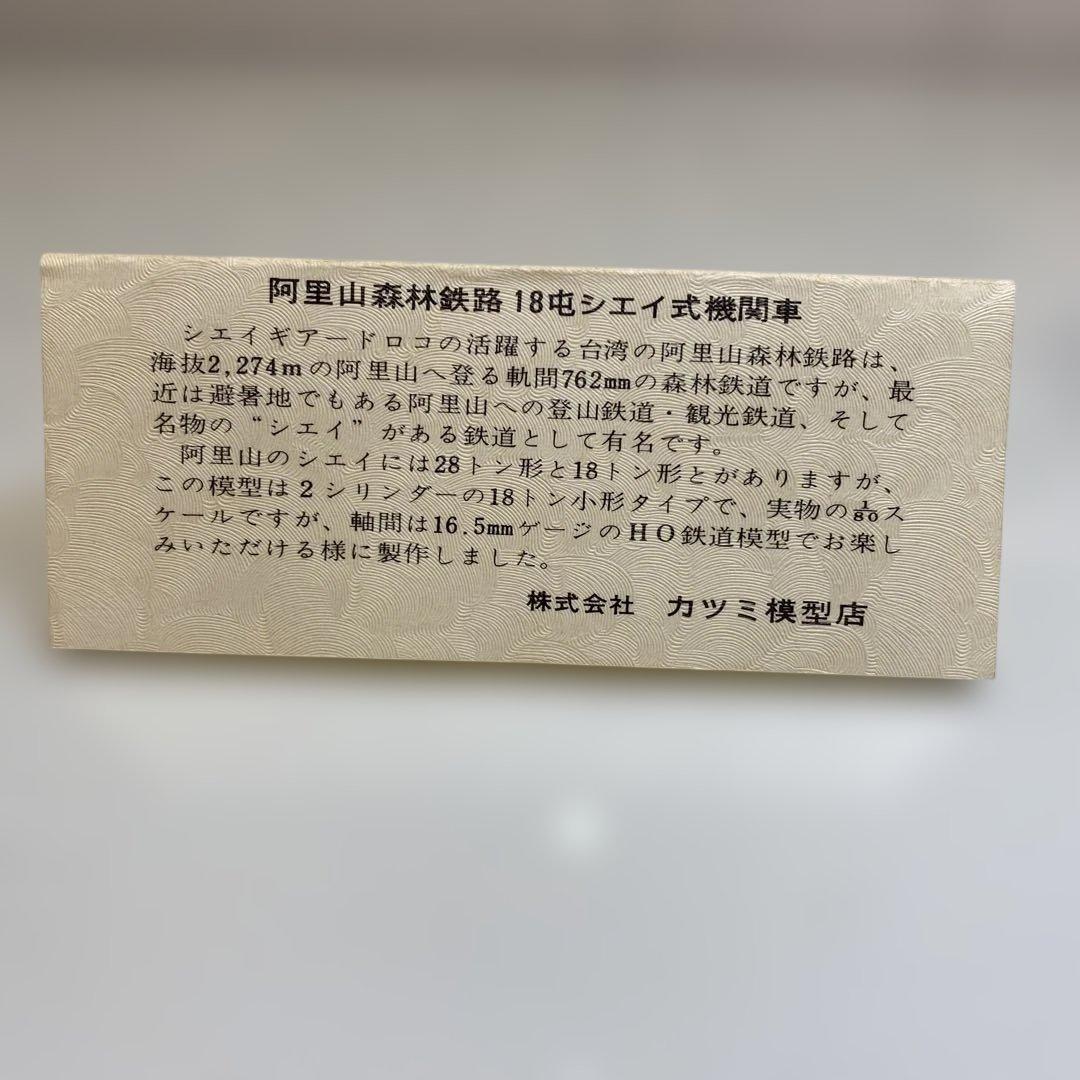 阿里山森林鉄路18屯シエイ式機関車
シエイギアードロコの活躍する台湾の阿里山森林鉄路は、
海抜2,274mの阿里山へ登る軌間762mmの森林鉄道ですが、最
近は避暑地でもある阿里山への登山鉄道・観光鉄道、そして
名物の“シエイ”がある鉄道として有名です。
阿里山のシエイには28トン形と18トン形とがありますが、
この模型は2シリンダーの18トン小形タイプで、実物の1/80ス
ケールですが、軸間は16.5mmゲージのHO鉄道模型でお楽し
みいただける様に製作しました。
株式会社 カツミ模型店